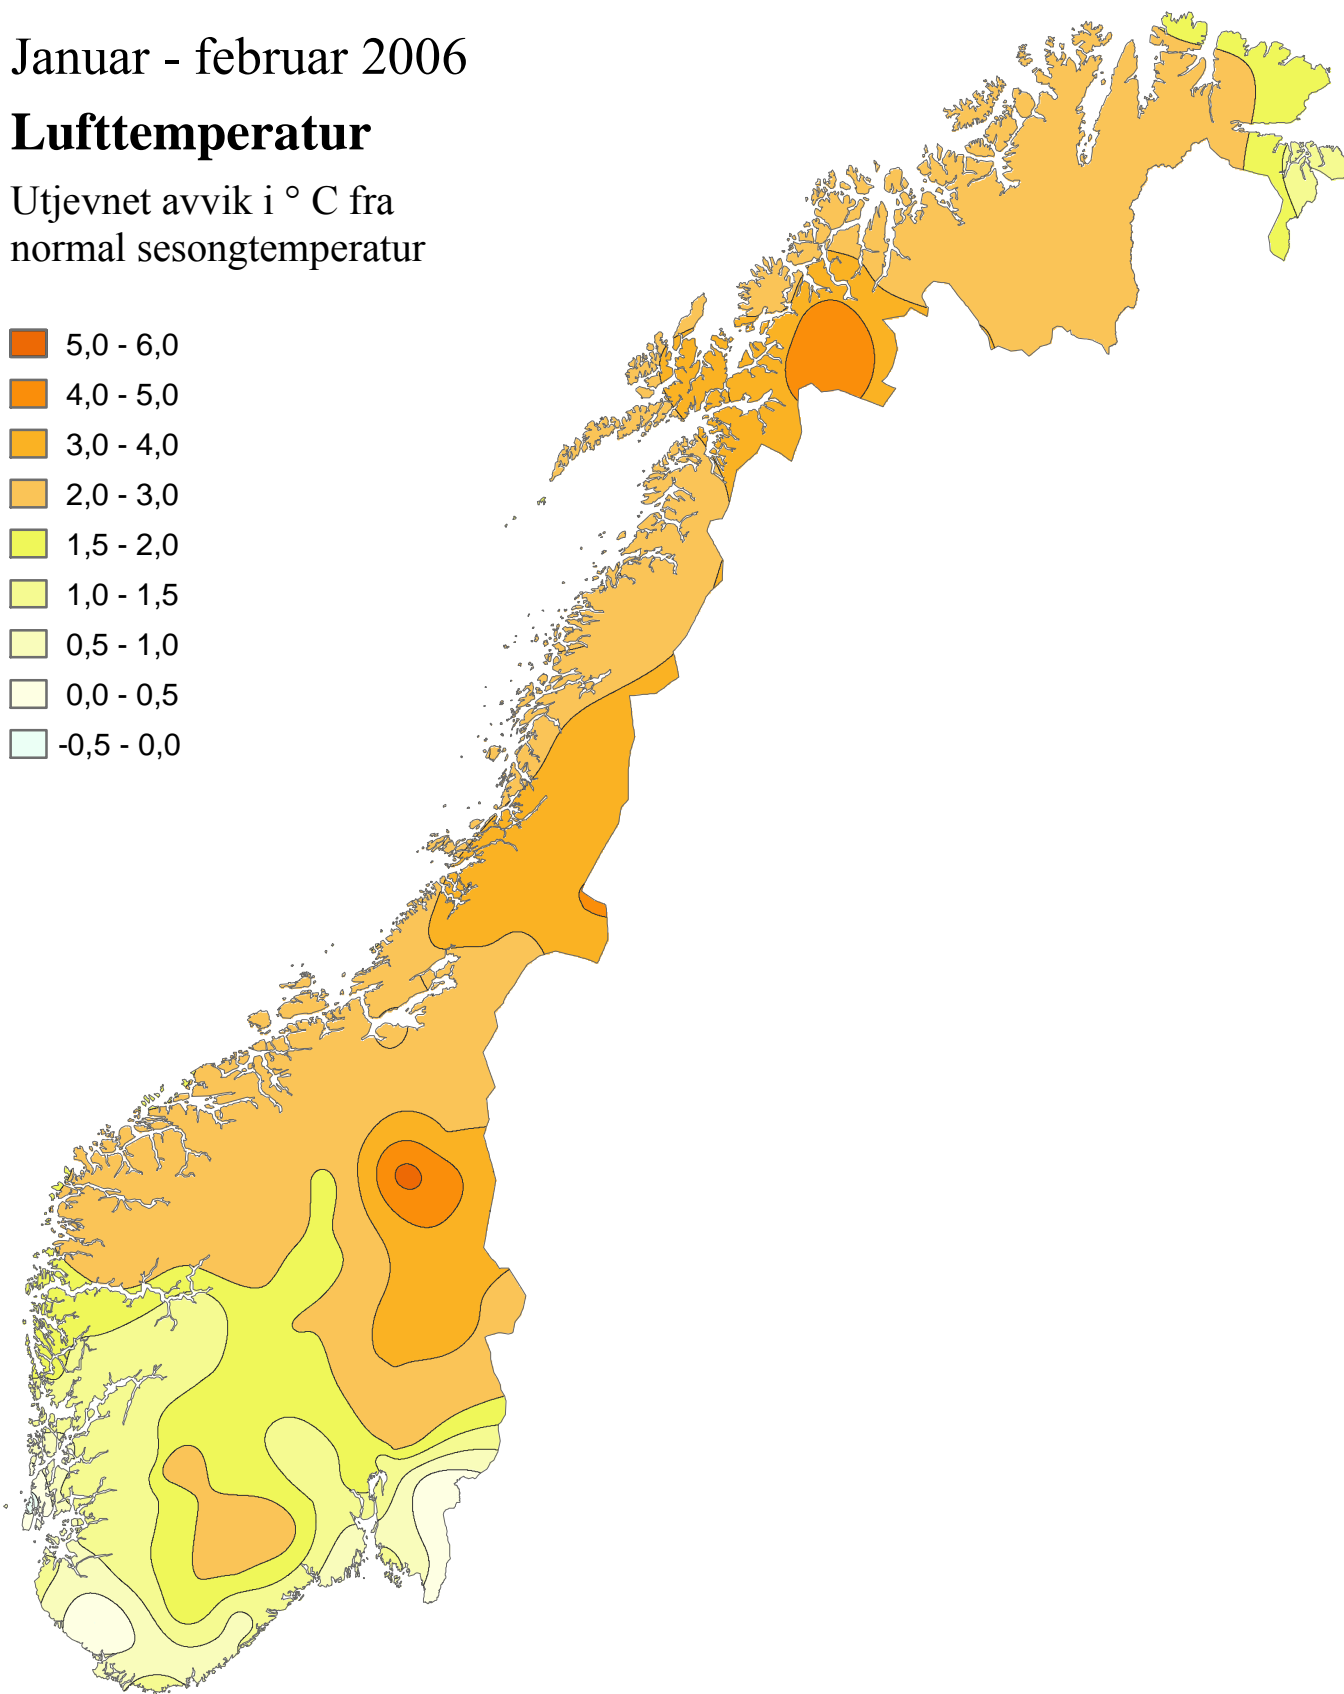 Januar - februar 2006
Lufttemperatur
Utjevnet avvik i ° C fra
normal sesongtemperatur
5,0 - 6,0
4,0 - 5,0
3,0 - 4,0
2,0 - 3,0
1,5 - 2,0
1,0 - 1,5
0,5 - 1,0
0,0 - 0,5
-0,5 - 0,0